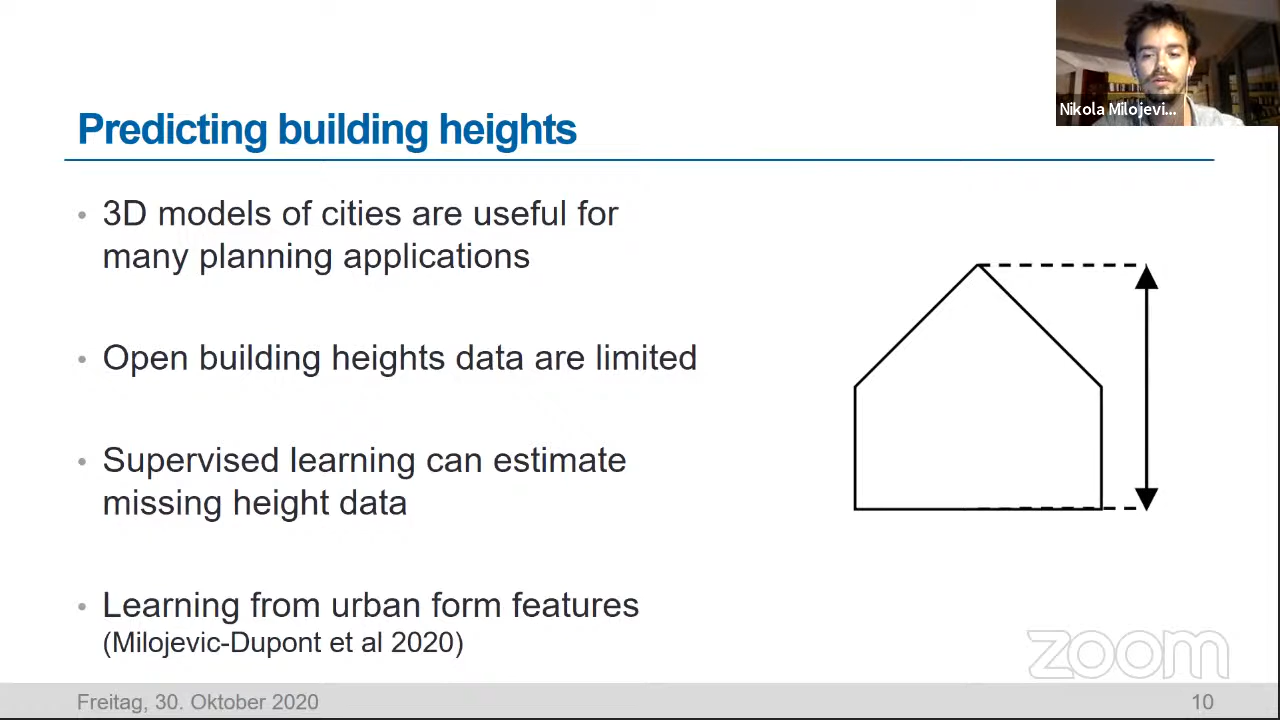 Nikola Milojevi...
Predicting building heights
• 3D models of cities are useful for
many planning applications
• Open building heights data are limited
• Supervised learning can estimate
missing height data
• Learning from urban form features
(Milojevic-Dupont et al 2020)
zoom
Freitag, 30. Oktober 2020
10